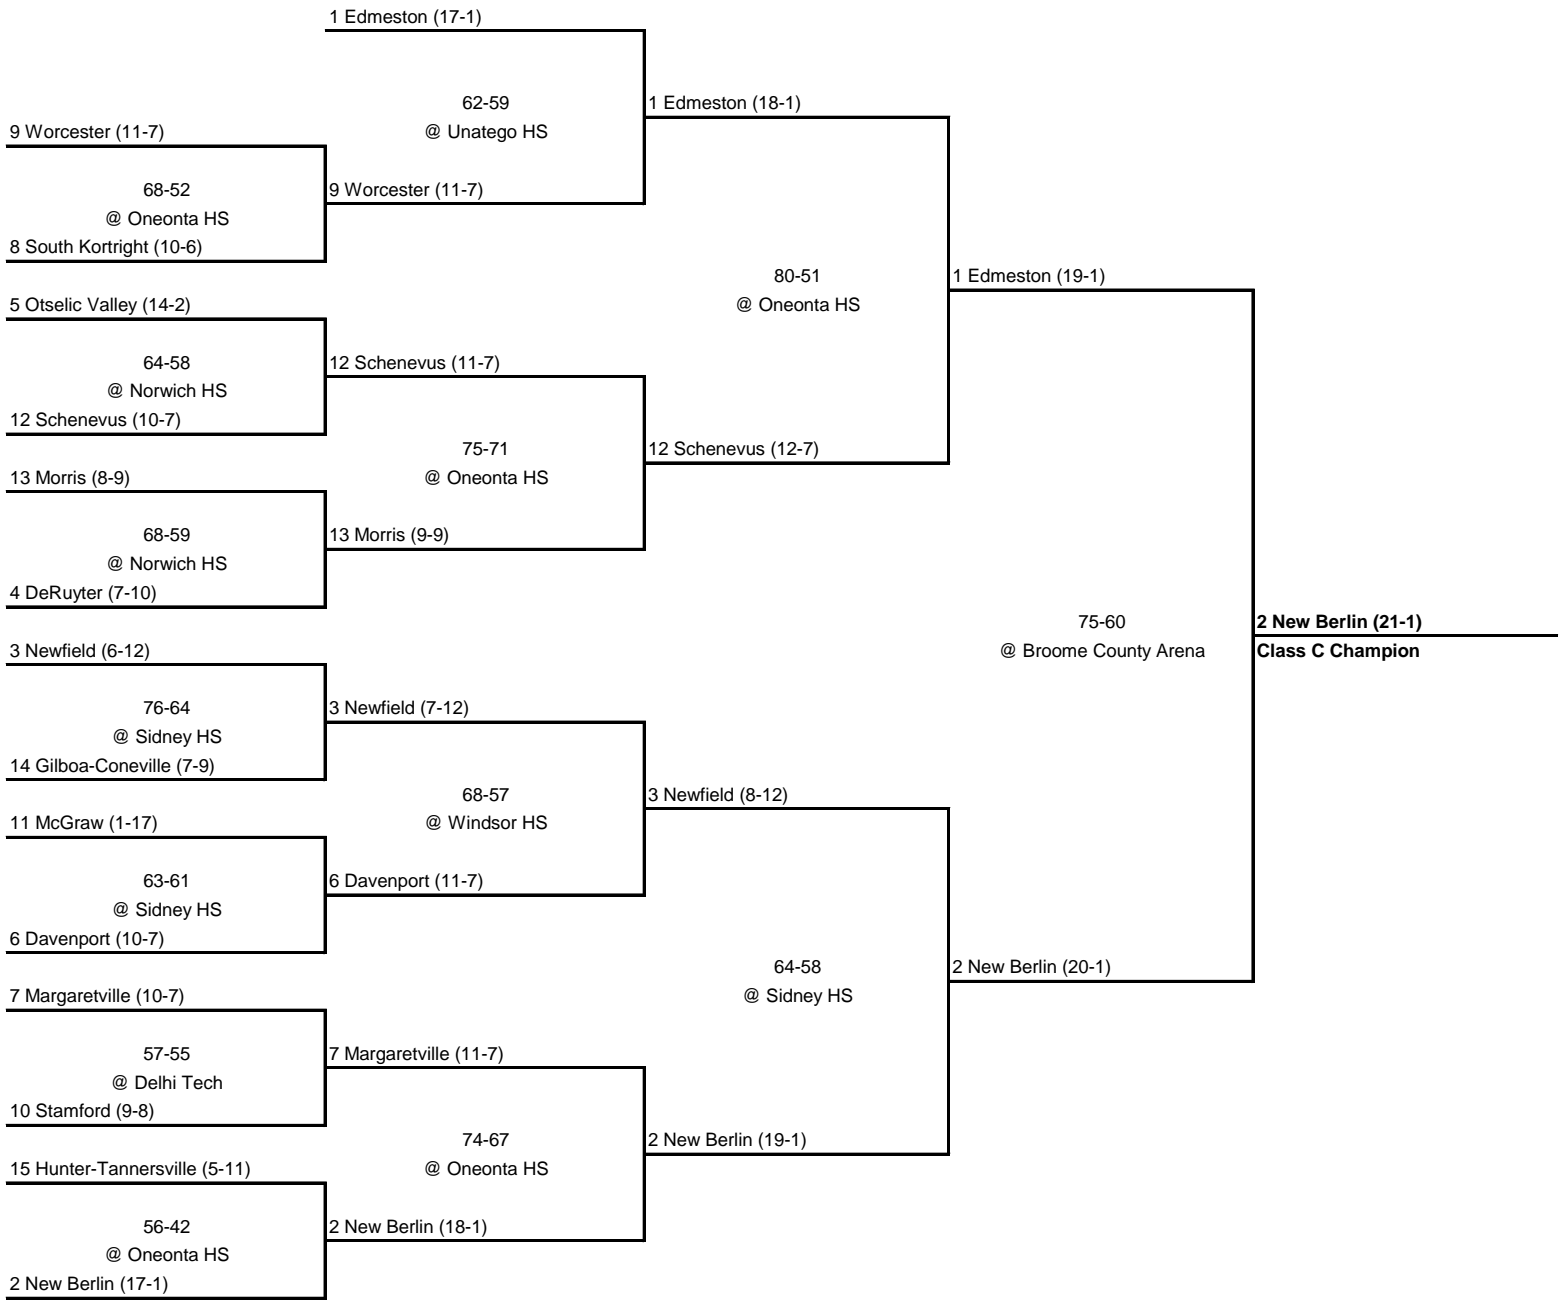 1 Edmeston (17-1)
62-59
@ Unatego HS
1 Edmeston (18-1)
9 Worcester (11-7)
68-52
@ Oneonta HS
9 Worcester (11-7)
8 South Kortright (10-6)
80-51
@ Oneonta HS
1 Edmeston (19-1)
5 Otselic Valley (14-2)
64-58
@ Norwich HS
12 Schenevus (11-7)
12 Schenevus (10-7)
75-71
@ Oneonta HS
12 Schenevus (12-7)
13 Morris (8-9)
68-59
@ Norwich HS
13 Morris (9-9)
4 DeRuyter (7-10)
75-60
@ Broome County Arena
2 New Berlin (21-1)
Class C Champion
3 Newfield (6-12)
76-64
@ Sidney HS
3 Newfield (7-12)
14 Gilboa-Coneville (7-9)
68-57
@ Windsor HS
3 Newfield (8-12)
11 McGraw (1-17)
63-61
@ Sidney HS
6 Davenport (11-7)
6 Davenport (10-7)
64-58
@ Sidney HS
2 New Berlin (20-1)
7 Margaretville (10-7)
57-55
@ Delhi Tech
7 Margaretville (11-7)
10 Stamford (9-8)
74-67
@ Oneonta HS
2 New Berlin (19-1)
15 Hunter-Tannersville (5-11)
56-42
@ Oneonta HS
2 New Berlin (18-1)
2 New Berlin (17-1)